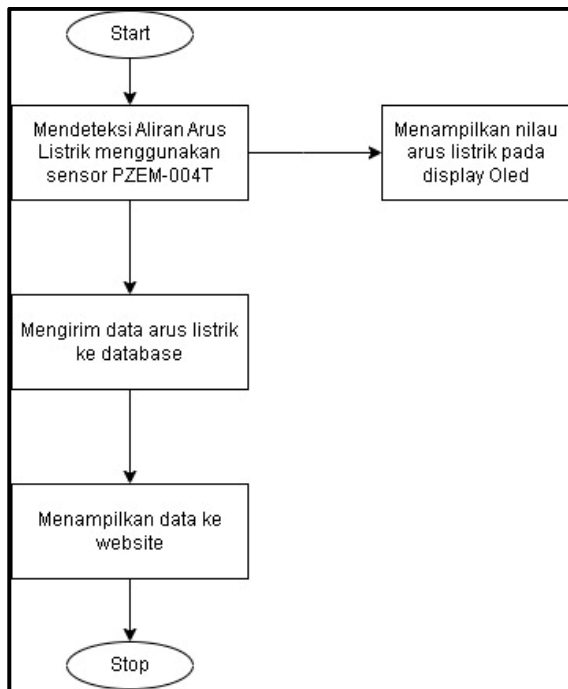 Start
Mendeteksi Aliran Arus
Listrik menggunakan
sensor PZEM-004T
Menampilkan nilau
arus listrik pada
display Oled
Mengirim data arus listrik
ke database
Menampilkan data ke
website
Stop